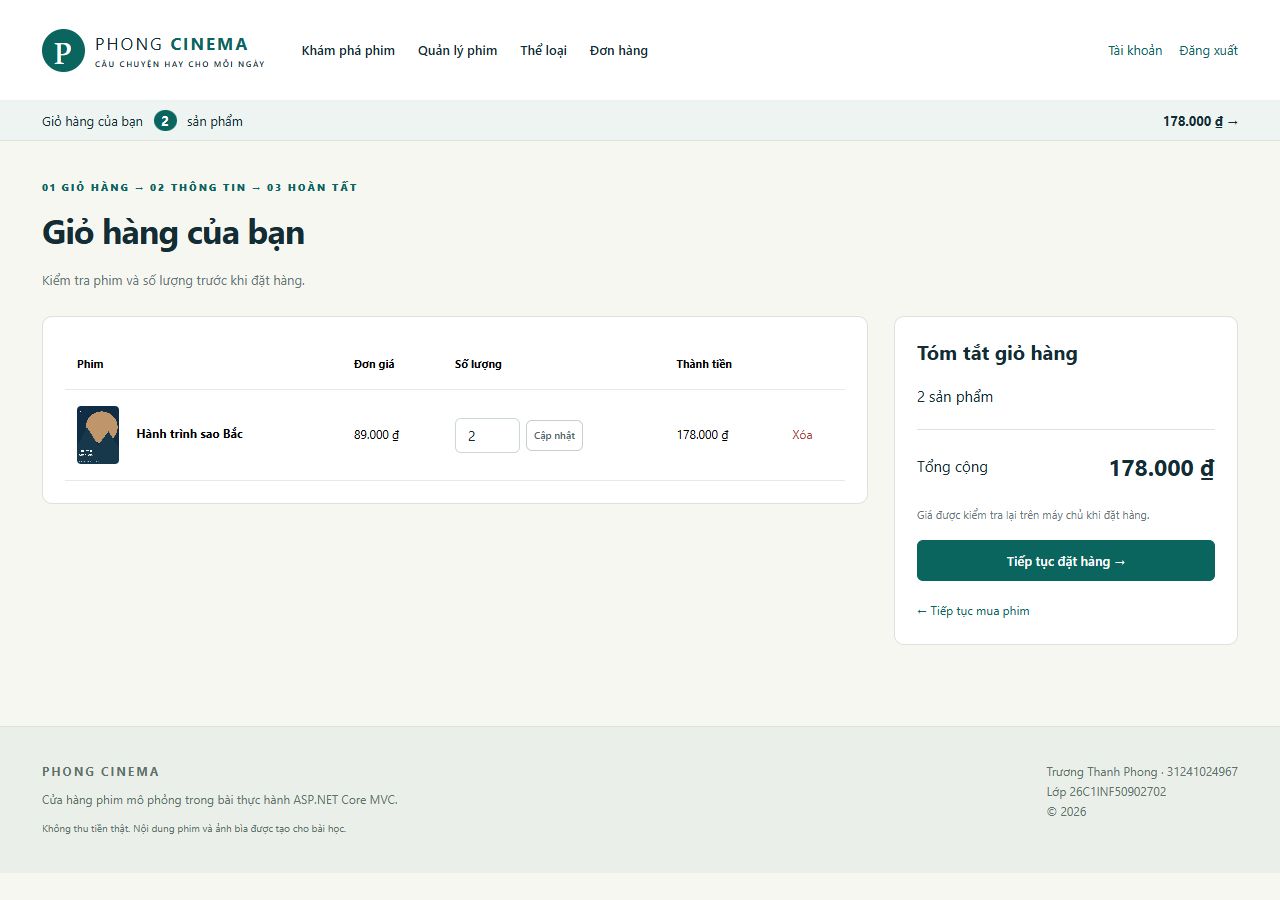 P
PHONG CINEMA
CÂU CHUYỆN HAY CHO MỖI NGÀY
Khám phá phim
Quản lý phim
Thể loại
Đơn hàng
Tài khoản
Đăng xuất
Giỏ hàng của bạn 2 sản phẩm
178.000 ₫ →
01 GIỎ HÀNG → 02 THÔNG TIN → 03 HOÀN TẤT
Giỏ hàng của bạn
Kiểm tra phim và số lượng trước khi đặt hàng.
Phim Đơn giá Số lượng Thành tiền
Hành trình sao Bắc 89.000 ₫ 2 Cập nhật 178.000 ₫ Xóa
Tóm tắt giỏ hàng
2 sản phẩm
Tổng cộng 178.000 ₫
Giá được kiểm tra lại trên máy chủ khi đặt hàng.
Tiếp tục đặt hàng →
← Tiếp tục mua phim
PHONG CINEMA
Cửa hàng phim mô phỏng trong bài thực hành ASP.NET Core MVC.
Không thu tiền thật. Nội dung phim và ảnh bìa được tạo cho bài học.
Trương Thanh Phong · 31241024967
Lớp 26C1INF50902702
© 2026